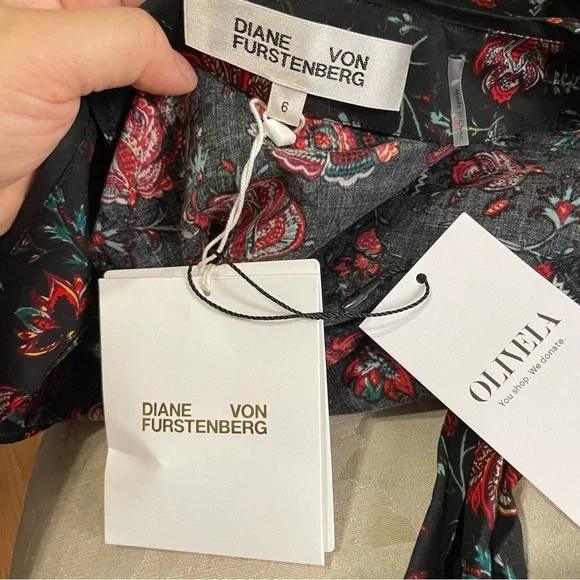 DIANE VON
FURSTENBERG
6
DIANE VON
FURSTENBERG
OLIVELA
You shop. We donate.